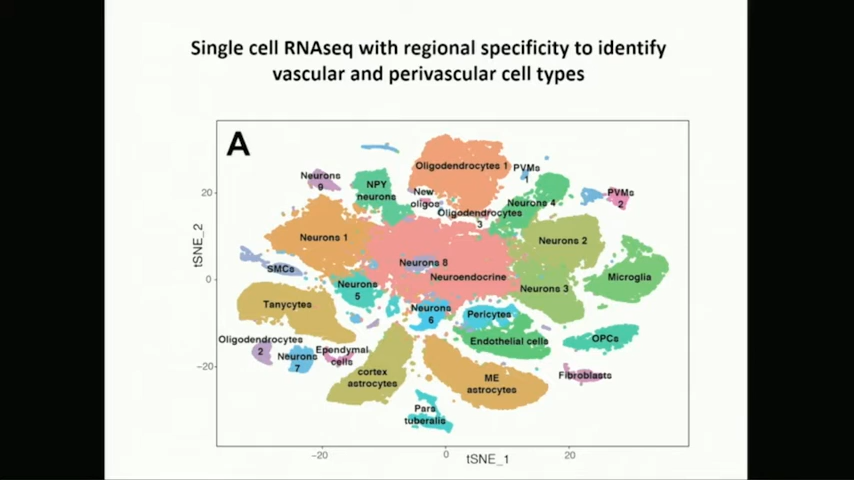 Single cell RNAseq with regional specificity to identify
vascular and perivascular cell types
A
Oligodendrocytes 1
PVMs
1
Neurons
9
NPY
neurons
New
oligos
Neurons 4
PVMs
2
Oligodendrocytes
3
Neurons 1
Neurons 2
Neurons 8
SMCs
Neuroendocrine
Microglia
Neurons
5
Neurons 3
Tanycytes
Neurons
6
Pericytes
Oligodendrocytes
2
Neurons
7
Ependymal
cells
Endothelial cells
OPCs
cortex
astrocytes
ME
astrocytes
Fibroblasts
Pars
tuberalis
tSNE_2
20
0
−20
−20
0
20
tSNE_1